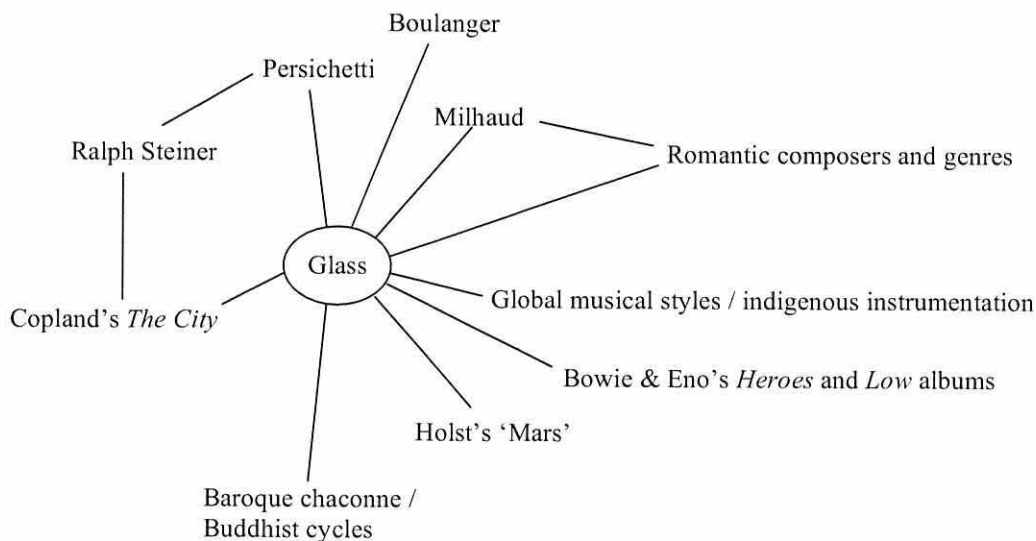 Boulanger
Persichetti
Milhaud
Ralph Steiner
Romantic composers and genres
Glass
Global musical styles / indigenous instrumentation
Copland’s The City
Bowie & Eno’s Heroes and Low albums
Holst’s ‘Mars’
Baroque chaonne /
Buddhist cycles